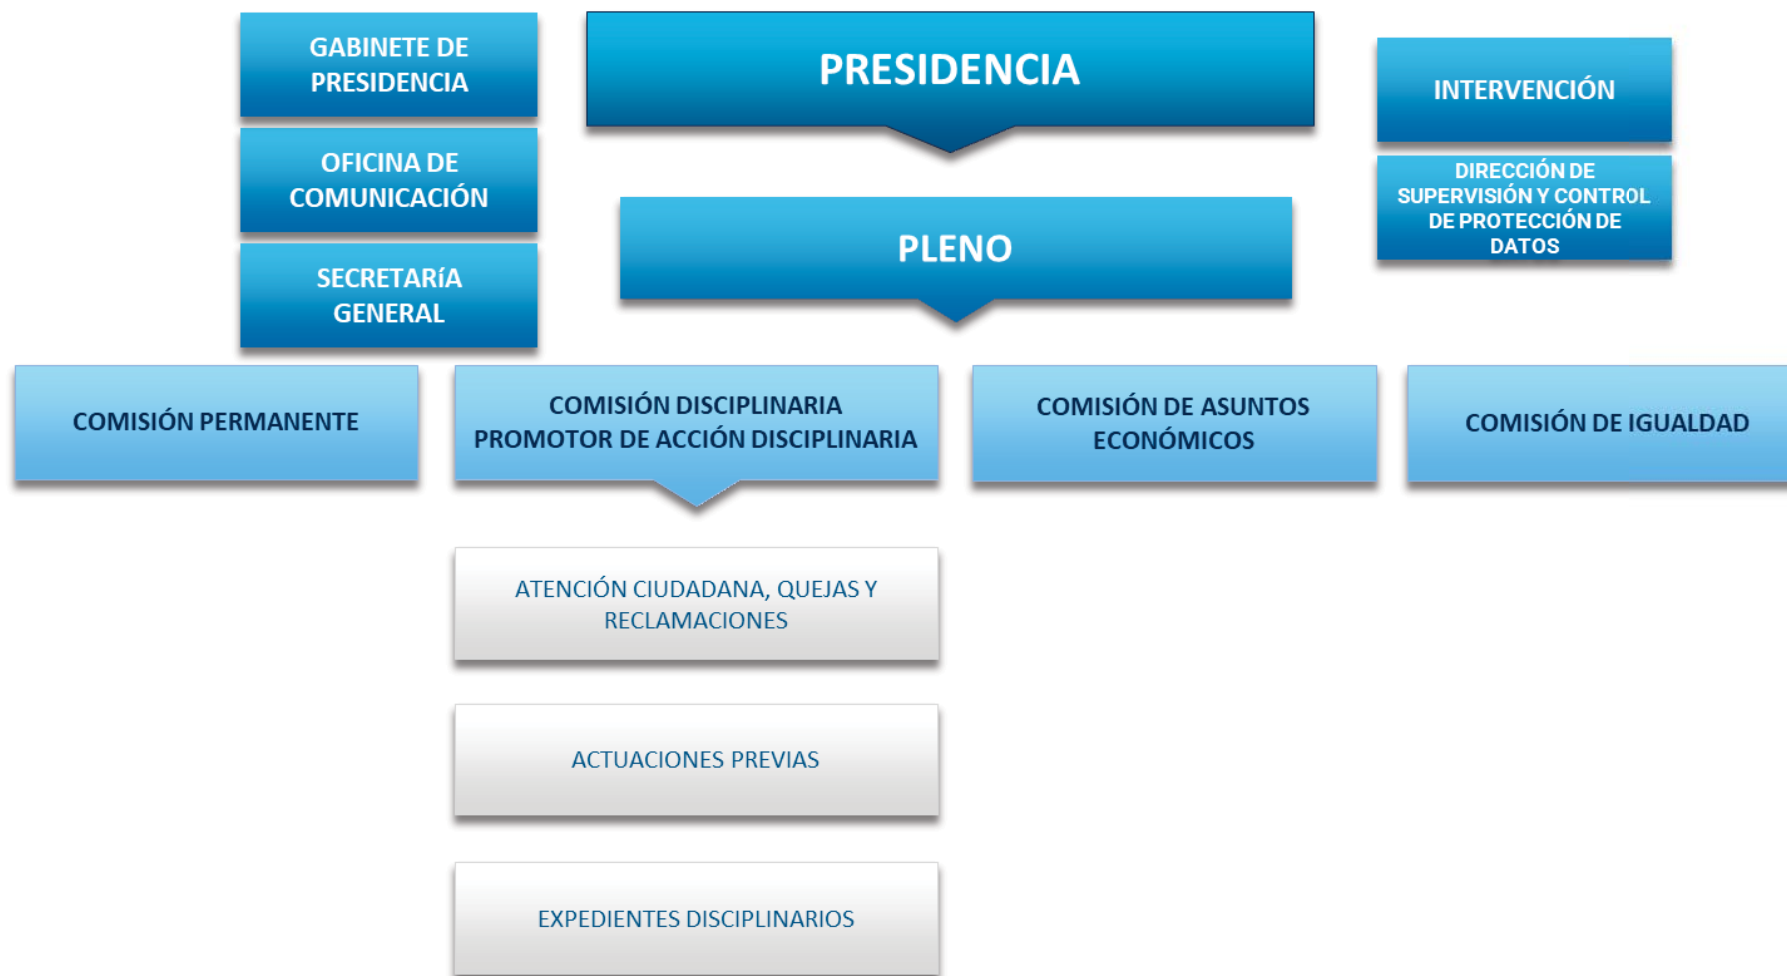 GABINETE DE
PRESIDENCIA
PRESIDENCIA
INTERVENCIÓN
OFICINA DE
COMUNICACIÓN
DIRECCIÓN DE
SUPERVISIÓN Y CONTROL
DE PROTECCIÓN DE
DATOS
PLENO
SECRETARíA
GENERAL
COMISIÓN PERMANENTE
COMISIÓN DISCIPLINARIA
PROMOTOR DE ACCIÓN DISCIPLINARIA
COMISIÓN DE ASUNTOS
ECONÓMICOS
COMISIÓN DE IGUALDAD
ATENCIÓN CIUDADANA, QUEJAS Y
RECLAMACIONES
ACTUACIONES PREVIAS
EXPEDIENTES DISCIPLINARIOS